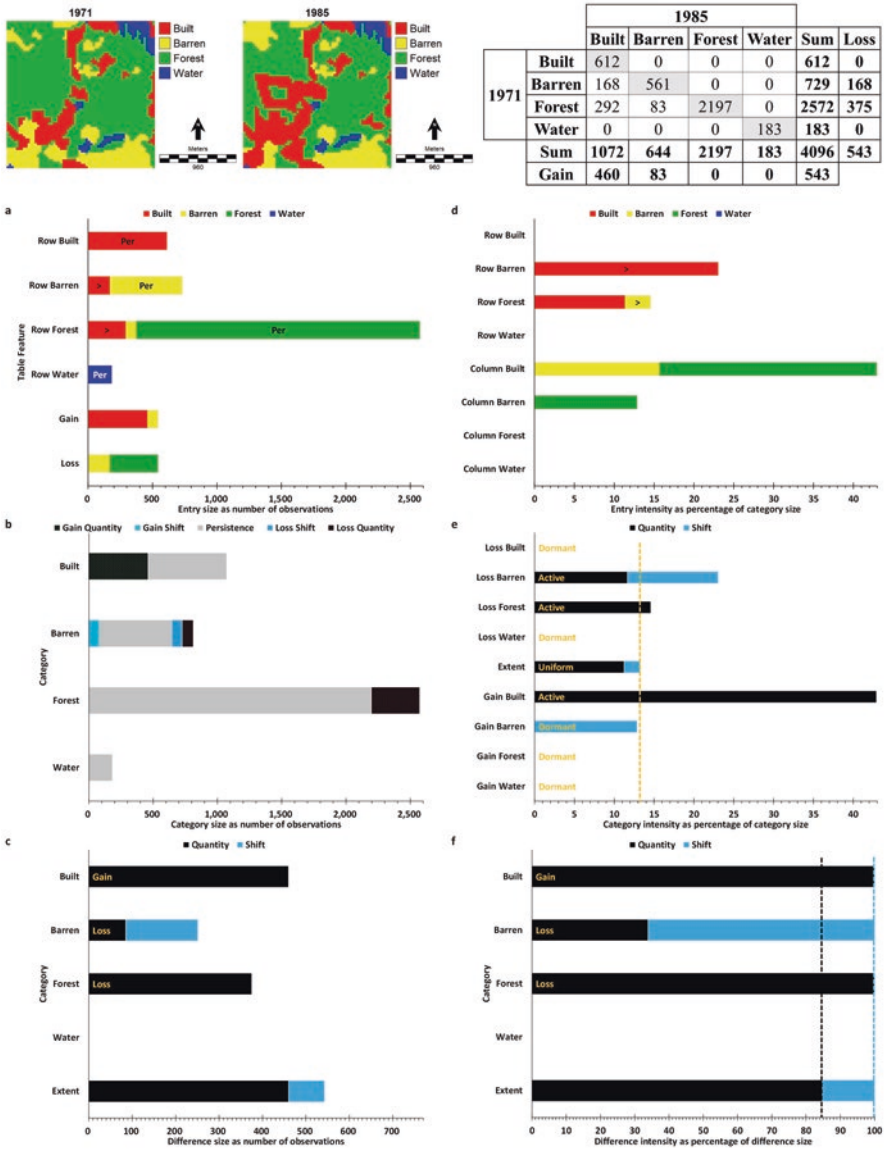 1971
Built
Barren
Forest
Water
Meters
960
1985
Built
Barren
Forest
Water
Meters
960
1985
Built Barren Forest Water Sum Loss
1971
Built 612 0 0 0 612 0
Barren 168 561 0 0 729 168
Forest 292 83 2197 0 2572 375
Water 0 0 0 183 183 0
Sum 1072 644 2197 183 4096 543
Gain 460 83 0 0 543
a
Built Barren Forest Water
Table Feature
Row Built Per
Row Barren > Per
Row Forest > Per
Row Water Per
Gain
Loss
0 500 1,000 1,500 2,000 2,500
Entry size as number of observations
d
Built Barren Forest Water
Row Built
Row Barren >
Row Forest >
Row Water
Column Built
Column Barren
Column Forest
Column Water
0 5 10 15 20 25 30 35 40
Entry intensity as percentage of category size
b
Gain Quantity Gain Shift Persistence Loss Shift Loss Quantity
Category
Built
Barren
Forest
Water
0 500 1,000 1,500 2,000 2,500
Category size as number of observations
e
Quantity Shift
Loss Built Dormant
Loss Barren Active
Loss Forest Active
Loss Water Dormant
Extent Uniform
Gain Built Active
Gain Barren Dormant
Gain Forest Dormant
Gain Water Dormant
0 5 10 15 20 25 30 35 40
Category intensity as percentage of category size
c
Quantity Shift
Category
Built Gain
Barren Loss
Forest Loss
Water
Extent
0 100 200 300 400 500 600 700
Difference size as number of observations
f
Quantity Shift
Category
Built Gain
Barren Loss
Forest Loss
Water
Extent
0 10 20 30 40 50 60 70 80 90 100
Difference intensity as percentage of difference size